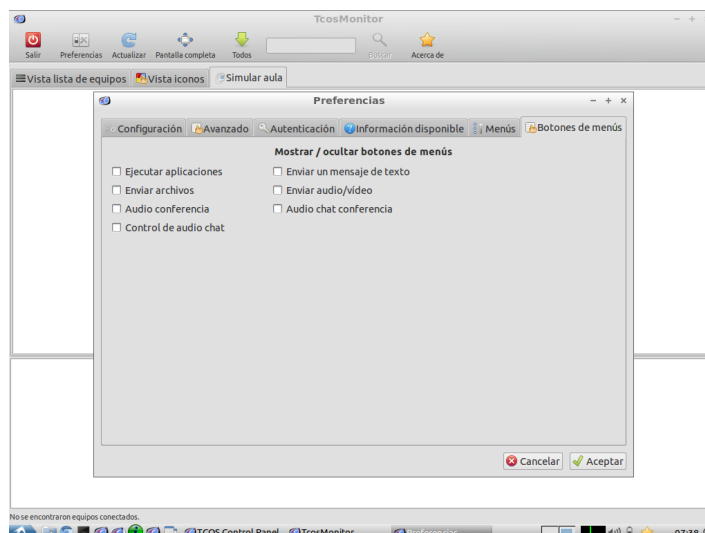 TcosMonitor
Salir Preferencias Actualizar Pantalla completa Todos Buscar Acerca de
Vista lista de equipos Vista iconos Simular aula
Preferencias
Configuración Avanzado Autenticación Información disponible Menús Botones de menús
Mostrar / ocultar botones de menús
Ejecutar aplicaciones Enviar un mensaje de texto
Enviar archivos Enviar audio/vídeo
Audio conferencia Audio chat conferencia
Control de audio chat
Cancelar Aceptar
No se encontraron equipos conectados.
TCOS Control Panel TcosMonitor Preferencias 07:38